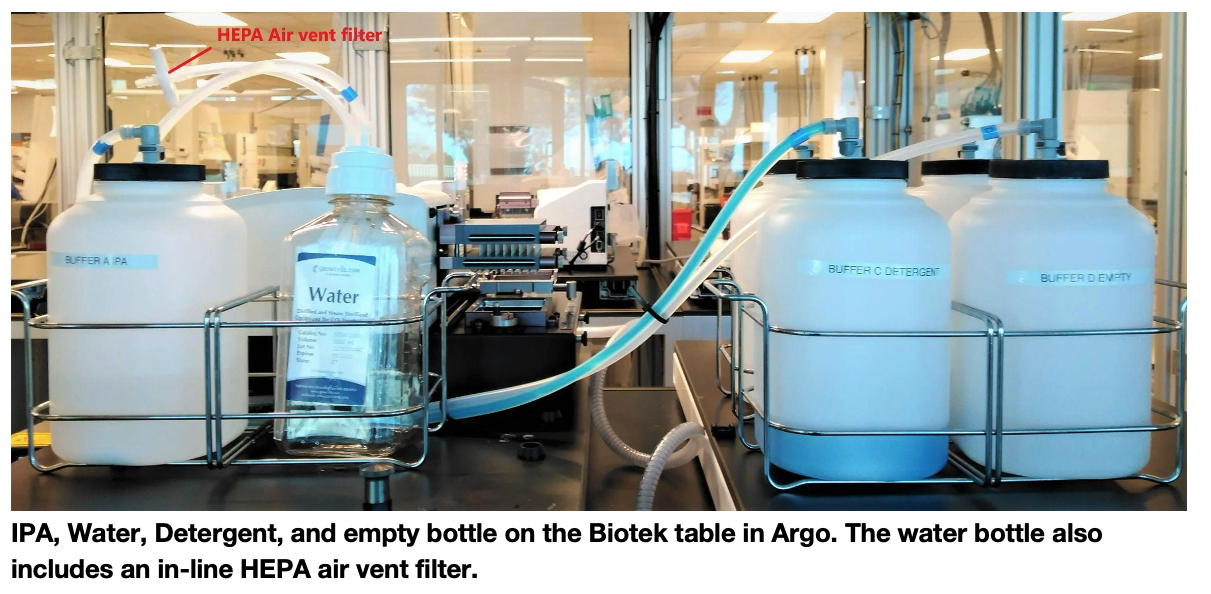 HEPA Air vent filter
BUFFER A IPA
Water
BUFFER C DETERGENT
BUFFER D EMPTY
IPA, Water, Detergent, and empty bottle on the Biotek table in Argo. The water bottle also
includes an in-line HEPA air vent filter.